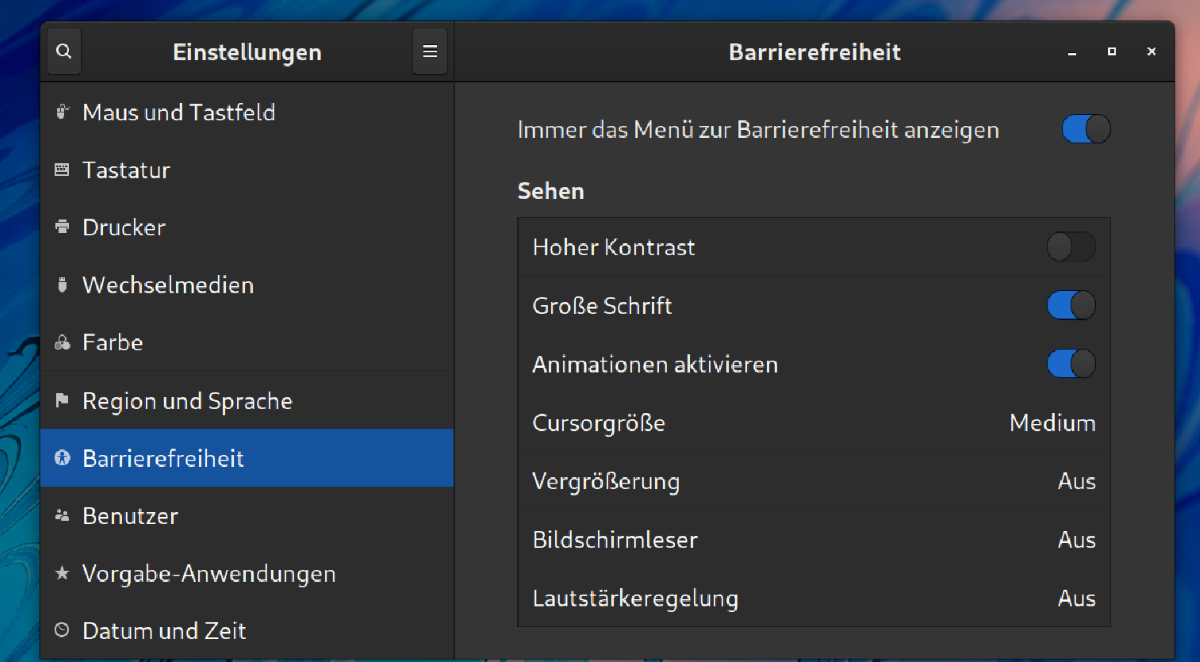 Einstellungen
Barrierefreiheit
Maus und Tastfeld
Tastatur
Drucker
Wechselmedien
Farbe
Region und Sprache
Barrierefreiheit
Benutzer
Vorgabe-Anwendungen
Datum und Zeit
Immer das Menü zur Barrierefreiheit anzeigen
Sehen
Hoher Kontrast
Große Schrift
Animationen aktivieren
Cursorgröße Medium
Vergrößerung Aus
Bildschirmleser Aus
Lautstärkeregelung Aus